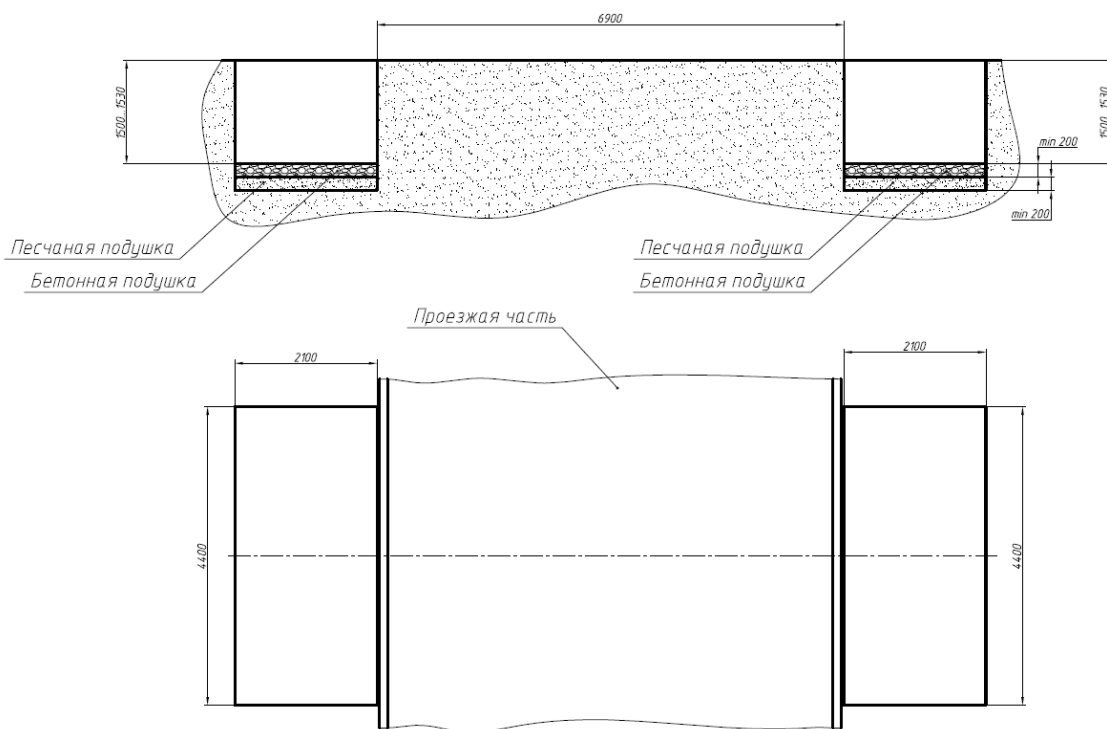 6900
1500...1530
1500...1530
min 200
min 200
Песчаная подушка
Бетонная подушка
Песчаная подушка
Бетонная подушка
Проезжая часть
2100
2100
4400
4400